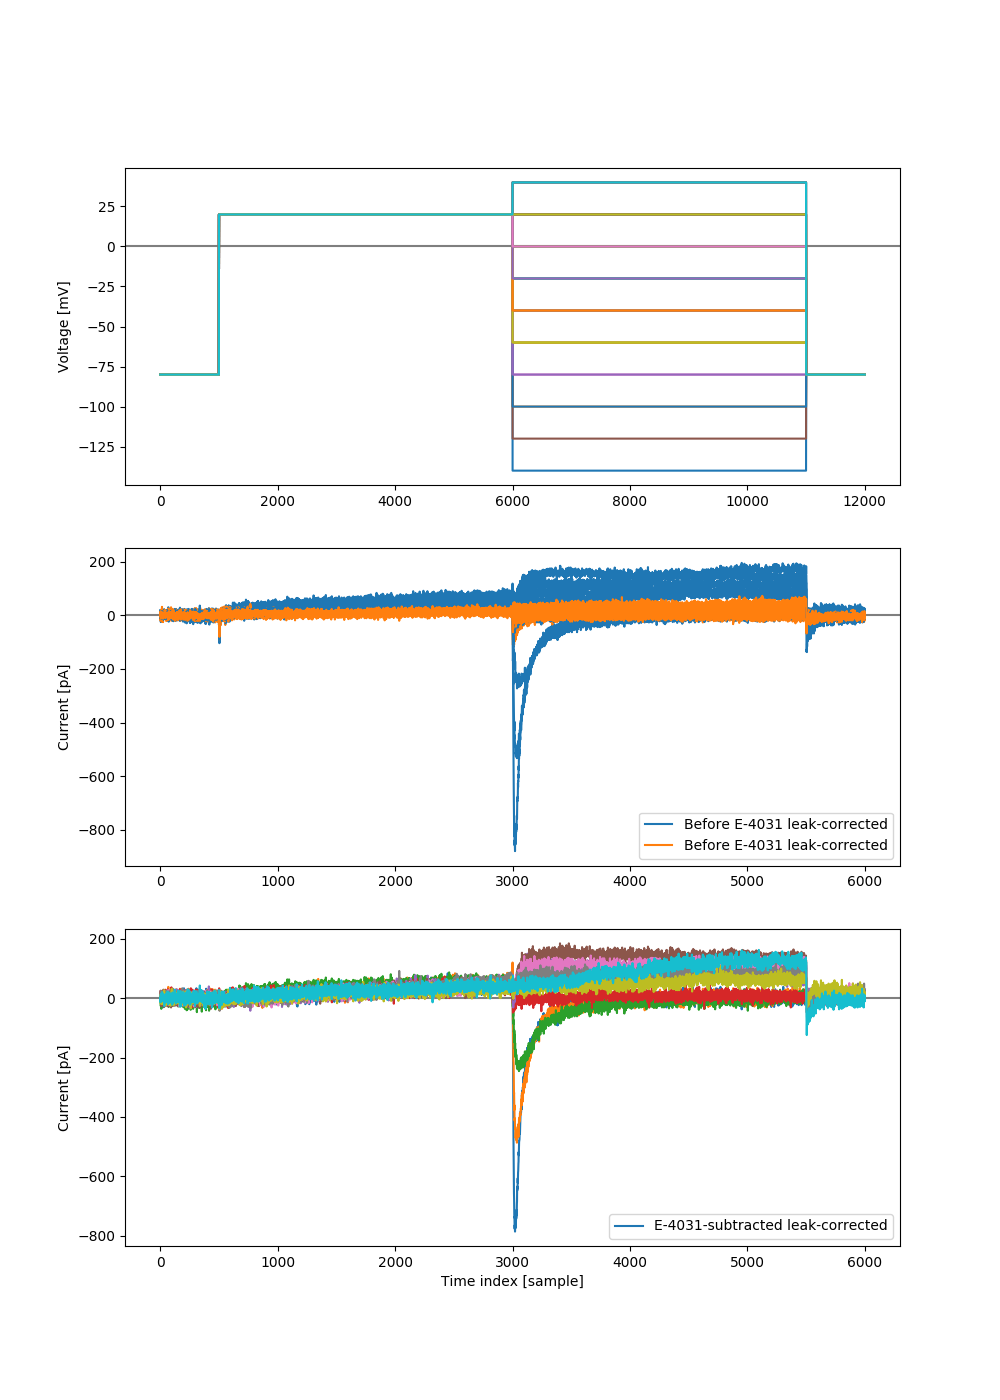 25
0
−25
−50
−75
−100
−125
Voltage [mV]
0 2000 4000 6000 8000 10000 12000
200
0
−200
−400
−600
−800
Current [pA]
Before E-4031 leak-corrected
Before E-4031 leak-corrected
0 1000 2000 3000 4000 5000 6000
200
0
−200
−400
−600
−800
Current [pA]
E-4031-subtracted leak-corrected
0 1000 2000 3000 4000 5000 6000
Time index [sample]